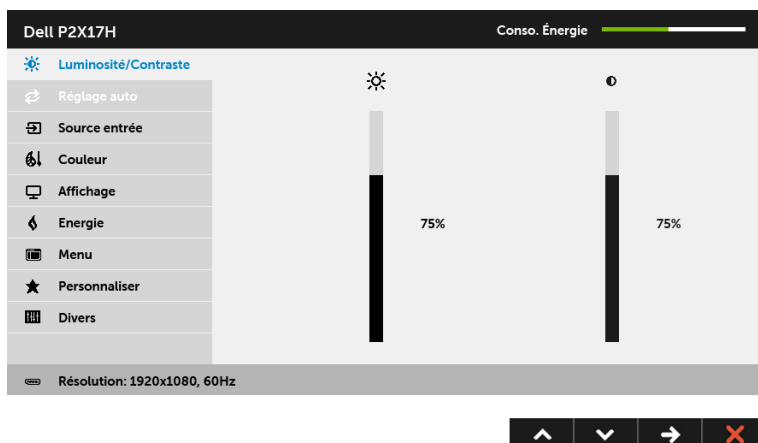 Dell P2X17H
Conso. Énergie
Luminosité/Contraste
Réglage auto
Source entrée
Couleur
Affichage
Energie
75%
75%
Menu
Personnaliser
Divers
Résolution: 1920x1080, 60Hz